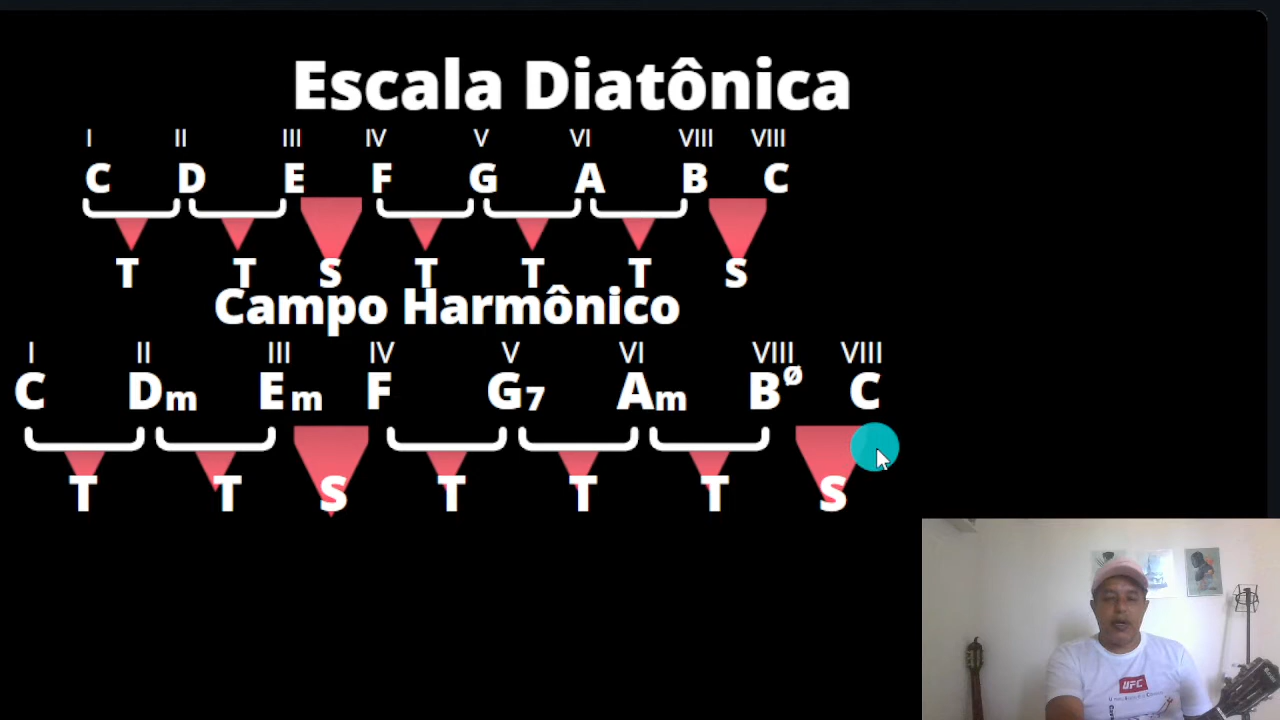 Escala Diatônica
I II III IV V VI VIII VIII
C D E F G A B C
T T S T T T S
Campo Harmônico
I II III IV V VI VIII VIII
C Dm Em F G7 Am Bø C
T T S T T T S
UFC